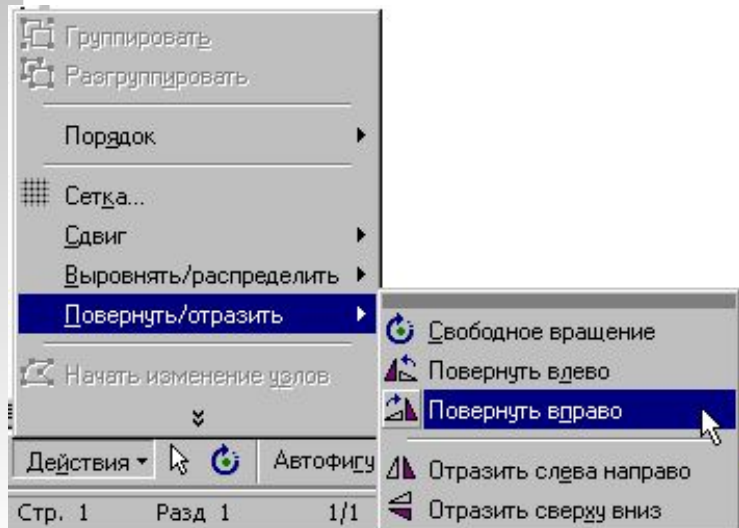 Группировать
Разгруппировать
Порядок
Сетка...
Сдвиг
Выровнять/распределить
Повернуть/отразить
Начать изменение узлов
Свободное вращение
Повернуть влево
Повернуть вправо
Отразить слева направо
Отразить сверху вниз
Действия Автофигу
Стр. 1 Разд 1 1/1